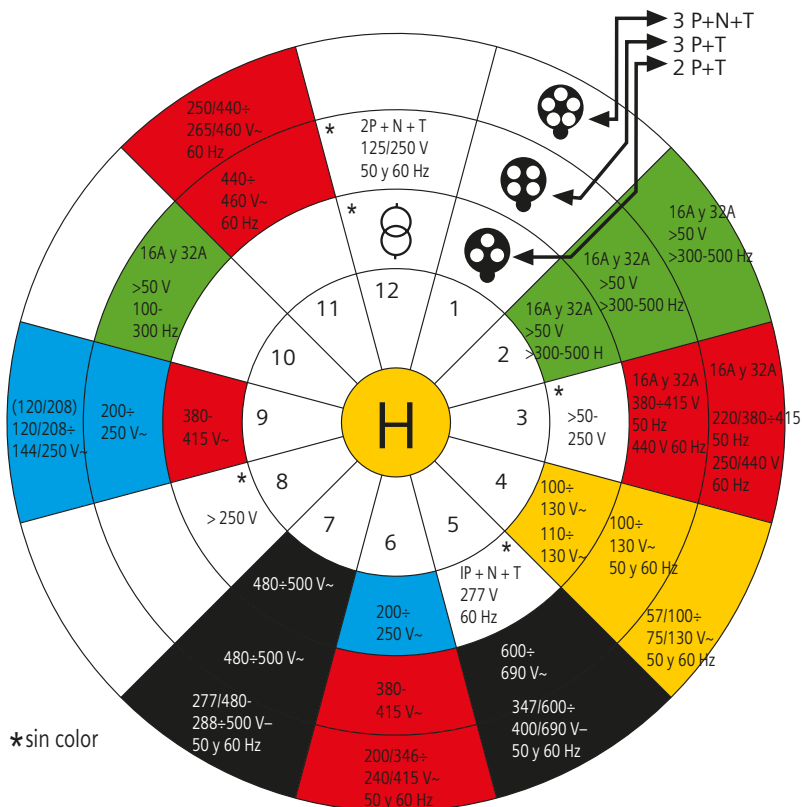 3 P+N+T
3 P+T
2 P+T
250/440÷
265/460 V~
60 Hz
440÷
460 V~
60 Hz
*
2P + N + T
125/250 V
50 y 60 Hz
*
16A y 32A
>50 V
>300-500 Hz
16A y 32A
>50 V
>300-500 Hz
16A y 32A
>50 V
>300-500 H
16A y 32A
>50 V
100-
300 Hz
11
12
1
10
2
9
3
8
4
7
6
5
H
(120/208)
120/208÷
144/250 V~
200÷
250 V~
380-
415 V~
*
>50-
250 V
16A y 32A
380÷415 V
50 Hz
440 V 60 Hz
16A y 32A
220/380÷415
50 Hz
250/440 V
60 Hz
*
> 250 V
100÷
130 V~
110÷
130 V~
100÷
130 V~
50 y 60 Hz
57/100÷
75/130 V~
50 y 60 Hz
*
IP + N + T
277 V
60 Hz
480÷500 V~
480÷500 V~
277/480-
288÷500 V–
50 y 60 Hz
200÷
250 V~
380-
415 V~
200/346÷
240/415 V~
50 y 60 Hz
600÷
690 V~
347/600÷
400/690 V–
50 y 60 Hz
*sin color